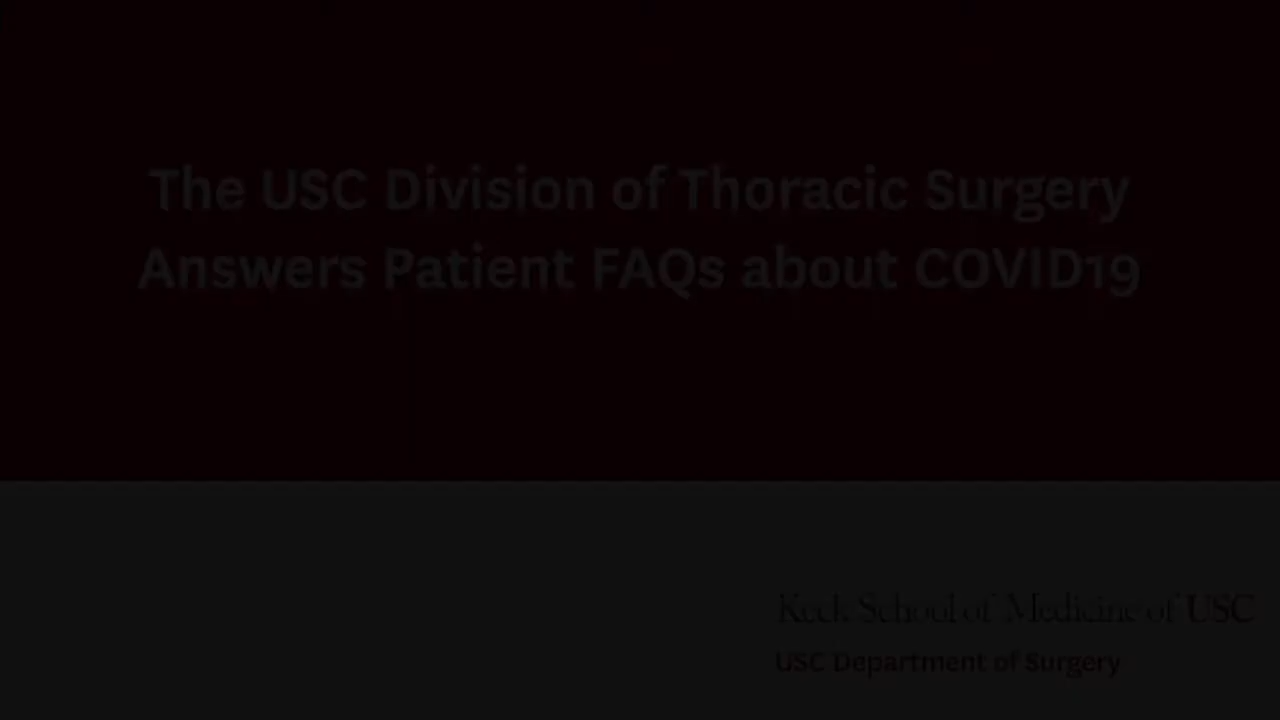 The USC Division of Thoracic Surgery
Answers Patient FAQs about COVID19
Keck School of Medicine of USC
USC Department of Surgery